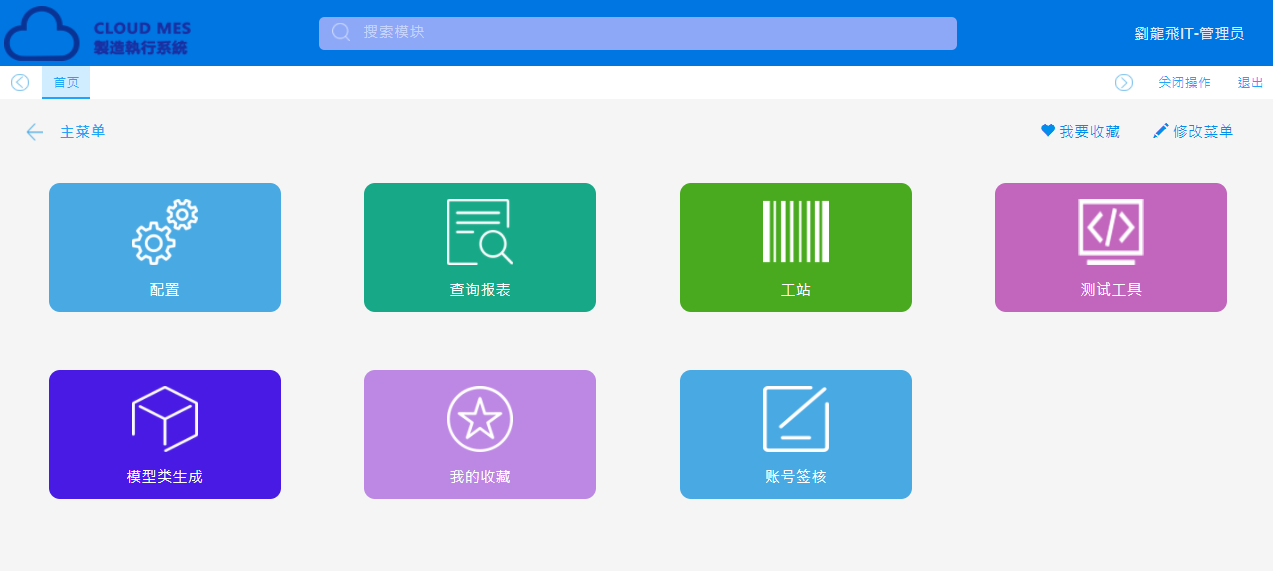 CLOUD MES
製造執行系統
搜索模块
劉龍飛IT-管理员
首页
关闭操作
退出
主菜单
我要收藏
修改菜单
配置
查询报表
工站
测试工具
模型类生成
我的收藏
账号签核